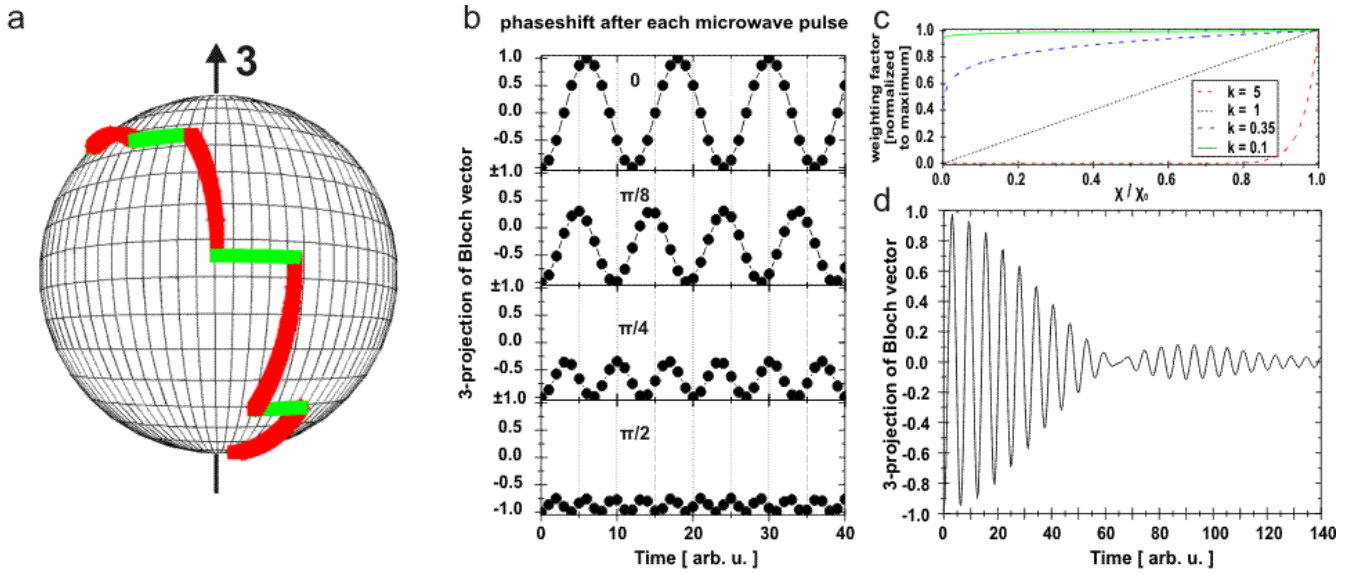 a
3
b
phaseshift after each microwave pulse
3-projection of Bloch vector
1.0
0.5
0.0
-0.5
±1.0
0.5
0.0
-0.5
±1.0
0.5
0.0
-0.5
±1.0
0.5
0.0
-0.5
-1.0
0
π/8
π/4
π/2
0 10 20 30 40
Time [ arb. u. ]
c
weighting factor
[normalized
to maximum]
1.0
0.8
0.6
0.4
0.2
0.0
k = 5
k = 1
k = 0.35
k = 0.1
0.0 0.2 0.4 0.6 0.8 1.0
χ / χ₀
d
3-projection of Bloch vector
1.0
0.8
0.6
0.4
0.2
0.0
-0.2
-0.4
-0.6
-0.8
-1.0
0 20 40 60 80 100 120 140
Time [ arb. u. ]